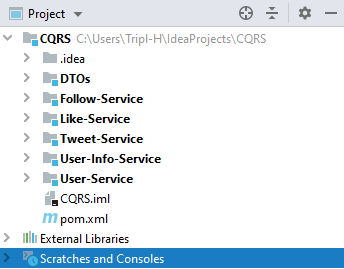 Project
CQRS C:\Users\Tripl-H\IdeaProjects\CQRS
.idea
DTOs
Follow-Service
Like-Service
Tweet-Service
User-Info-Service
User-Service
CQRS.iml
pom.xml
External Libraries
Scratches and Consoles